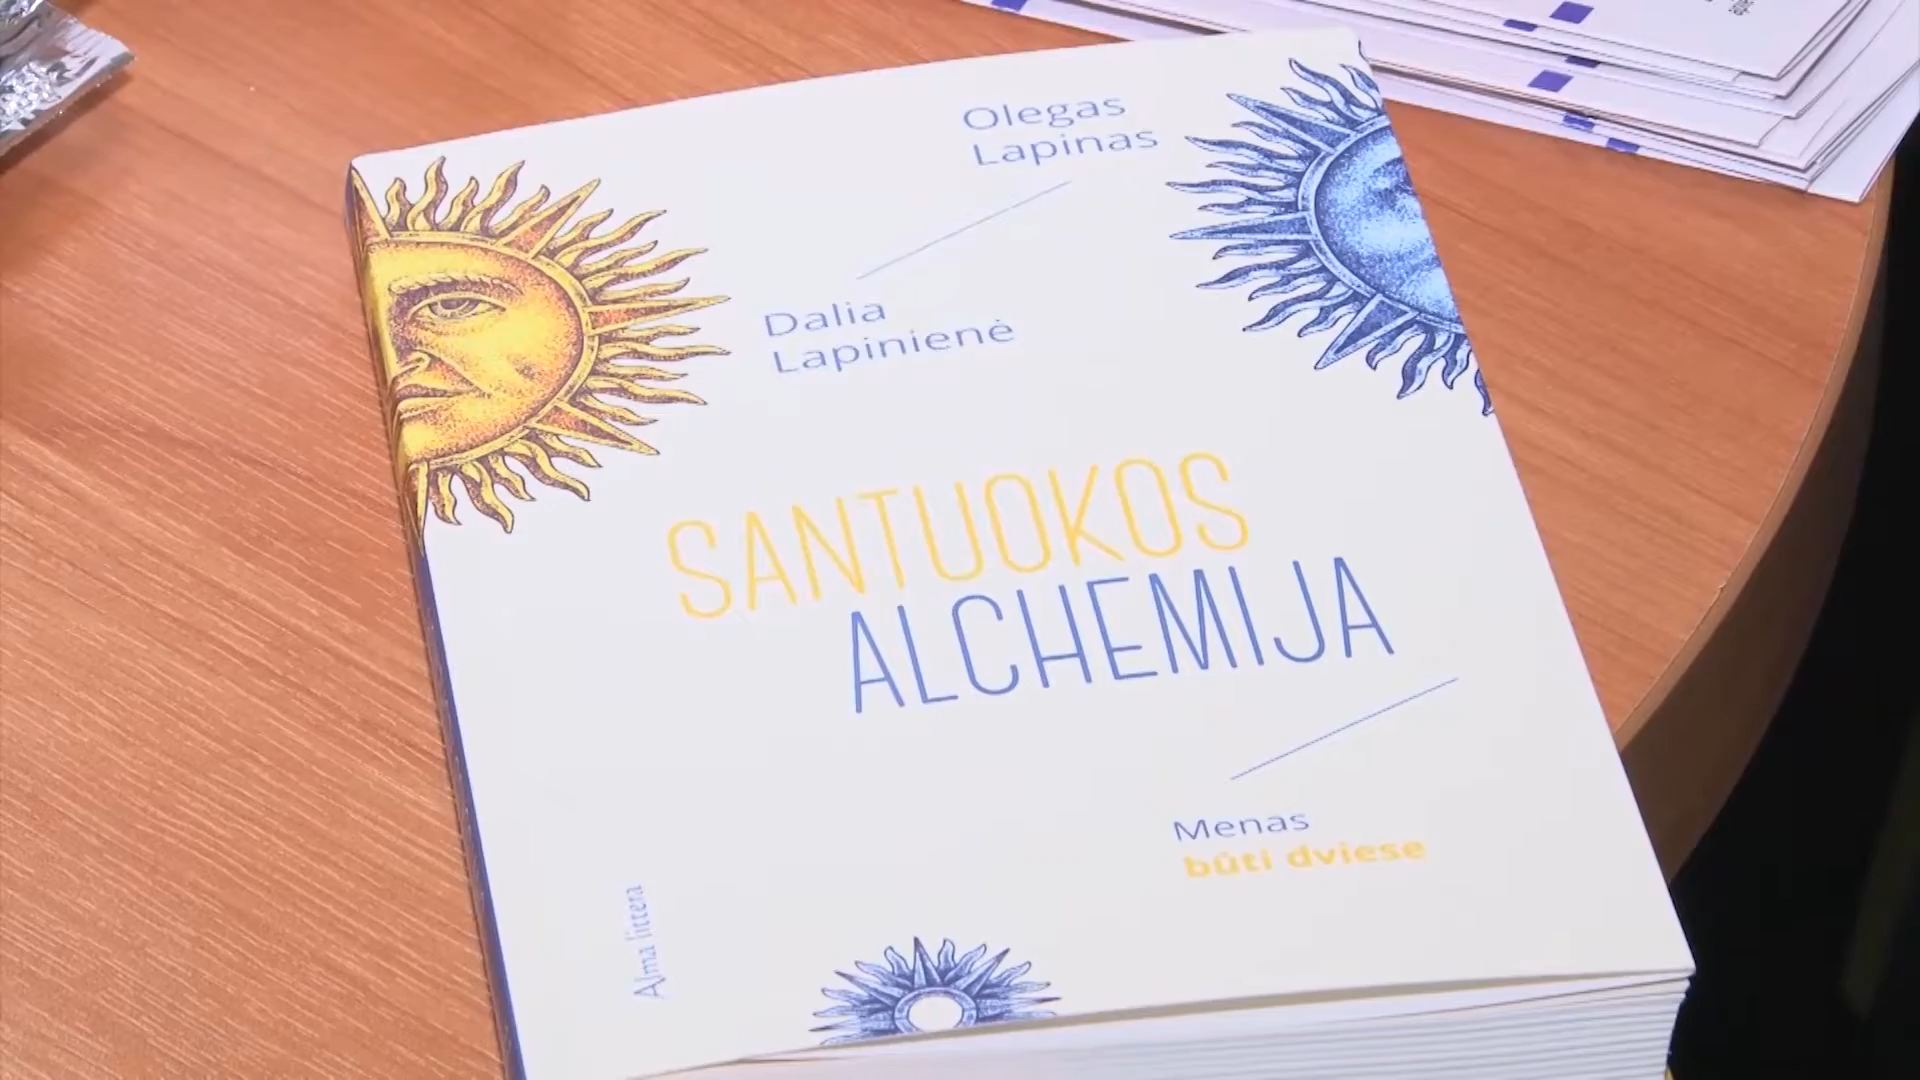 Olegas
Lapinas
Dalia
Lapinienė
SANTUOKOS
ALCHEMIJA
Menas
būti dviese
Alma littera